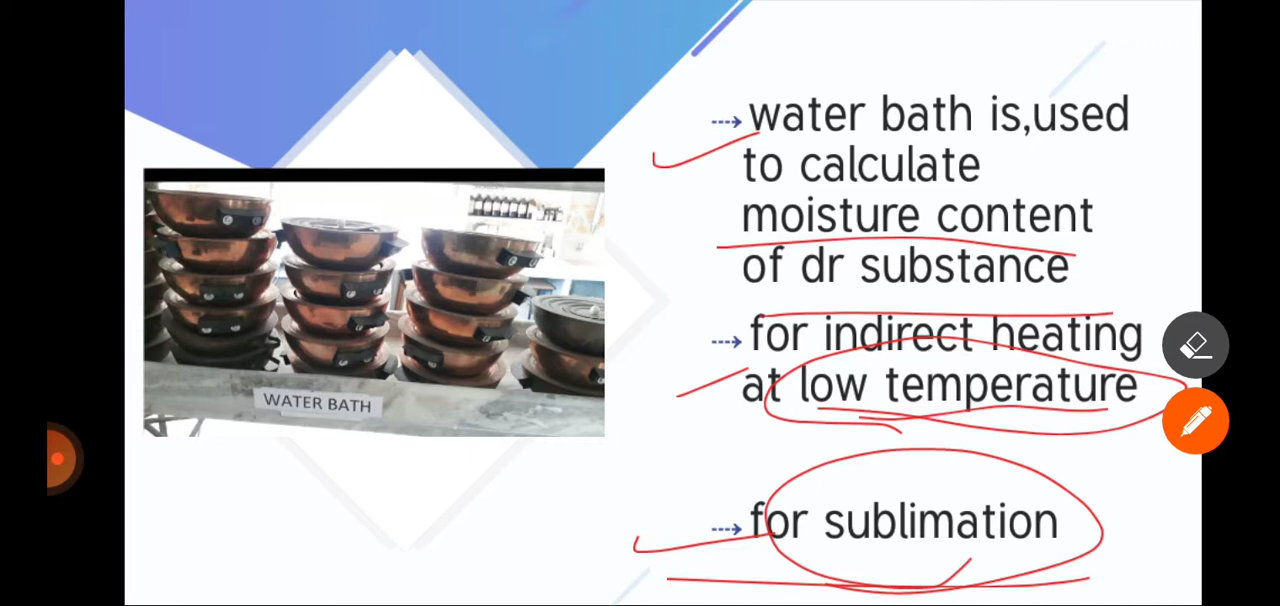 water bath is,used
to calculate
moisture content
of dr substance
for indirect heating
at low temperature
for sublimation
WATER BATH